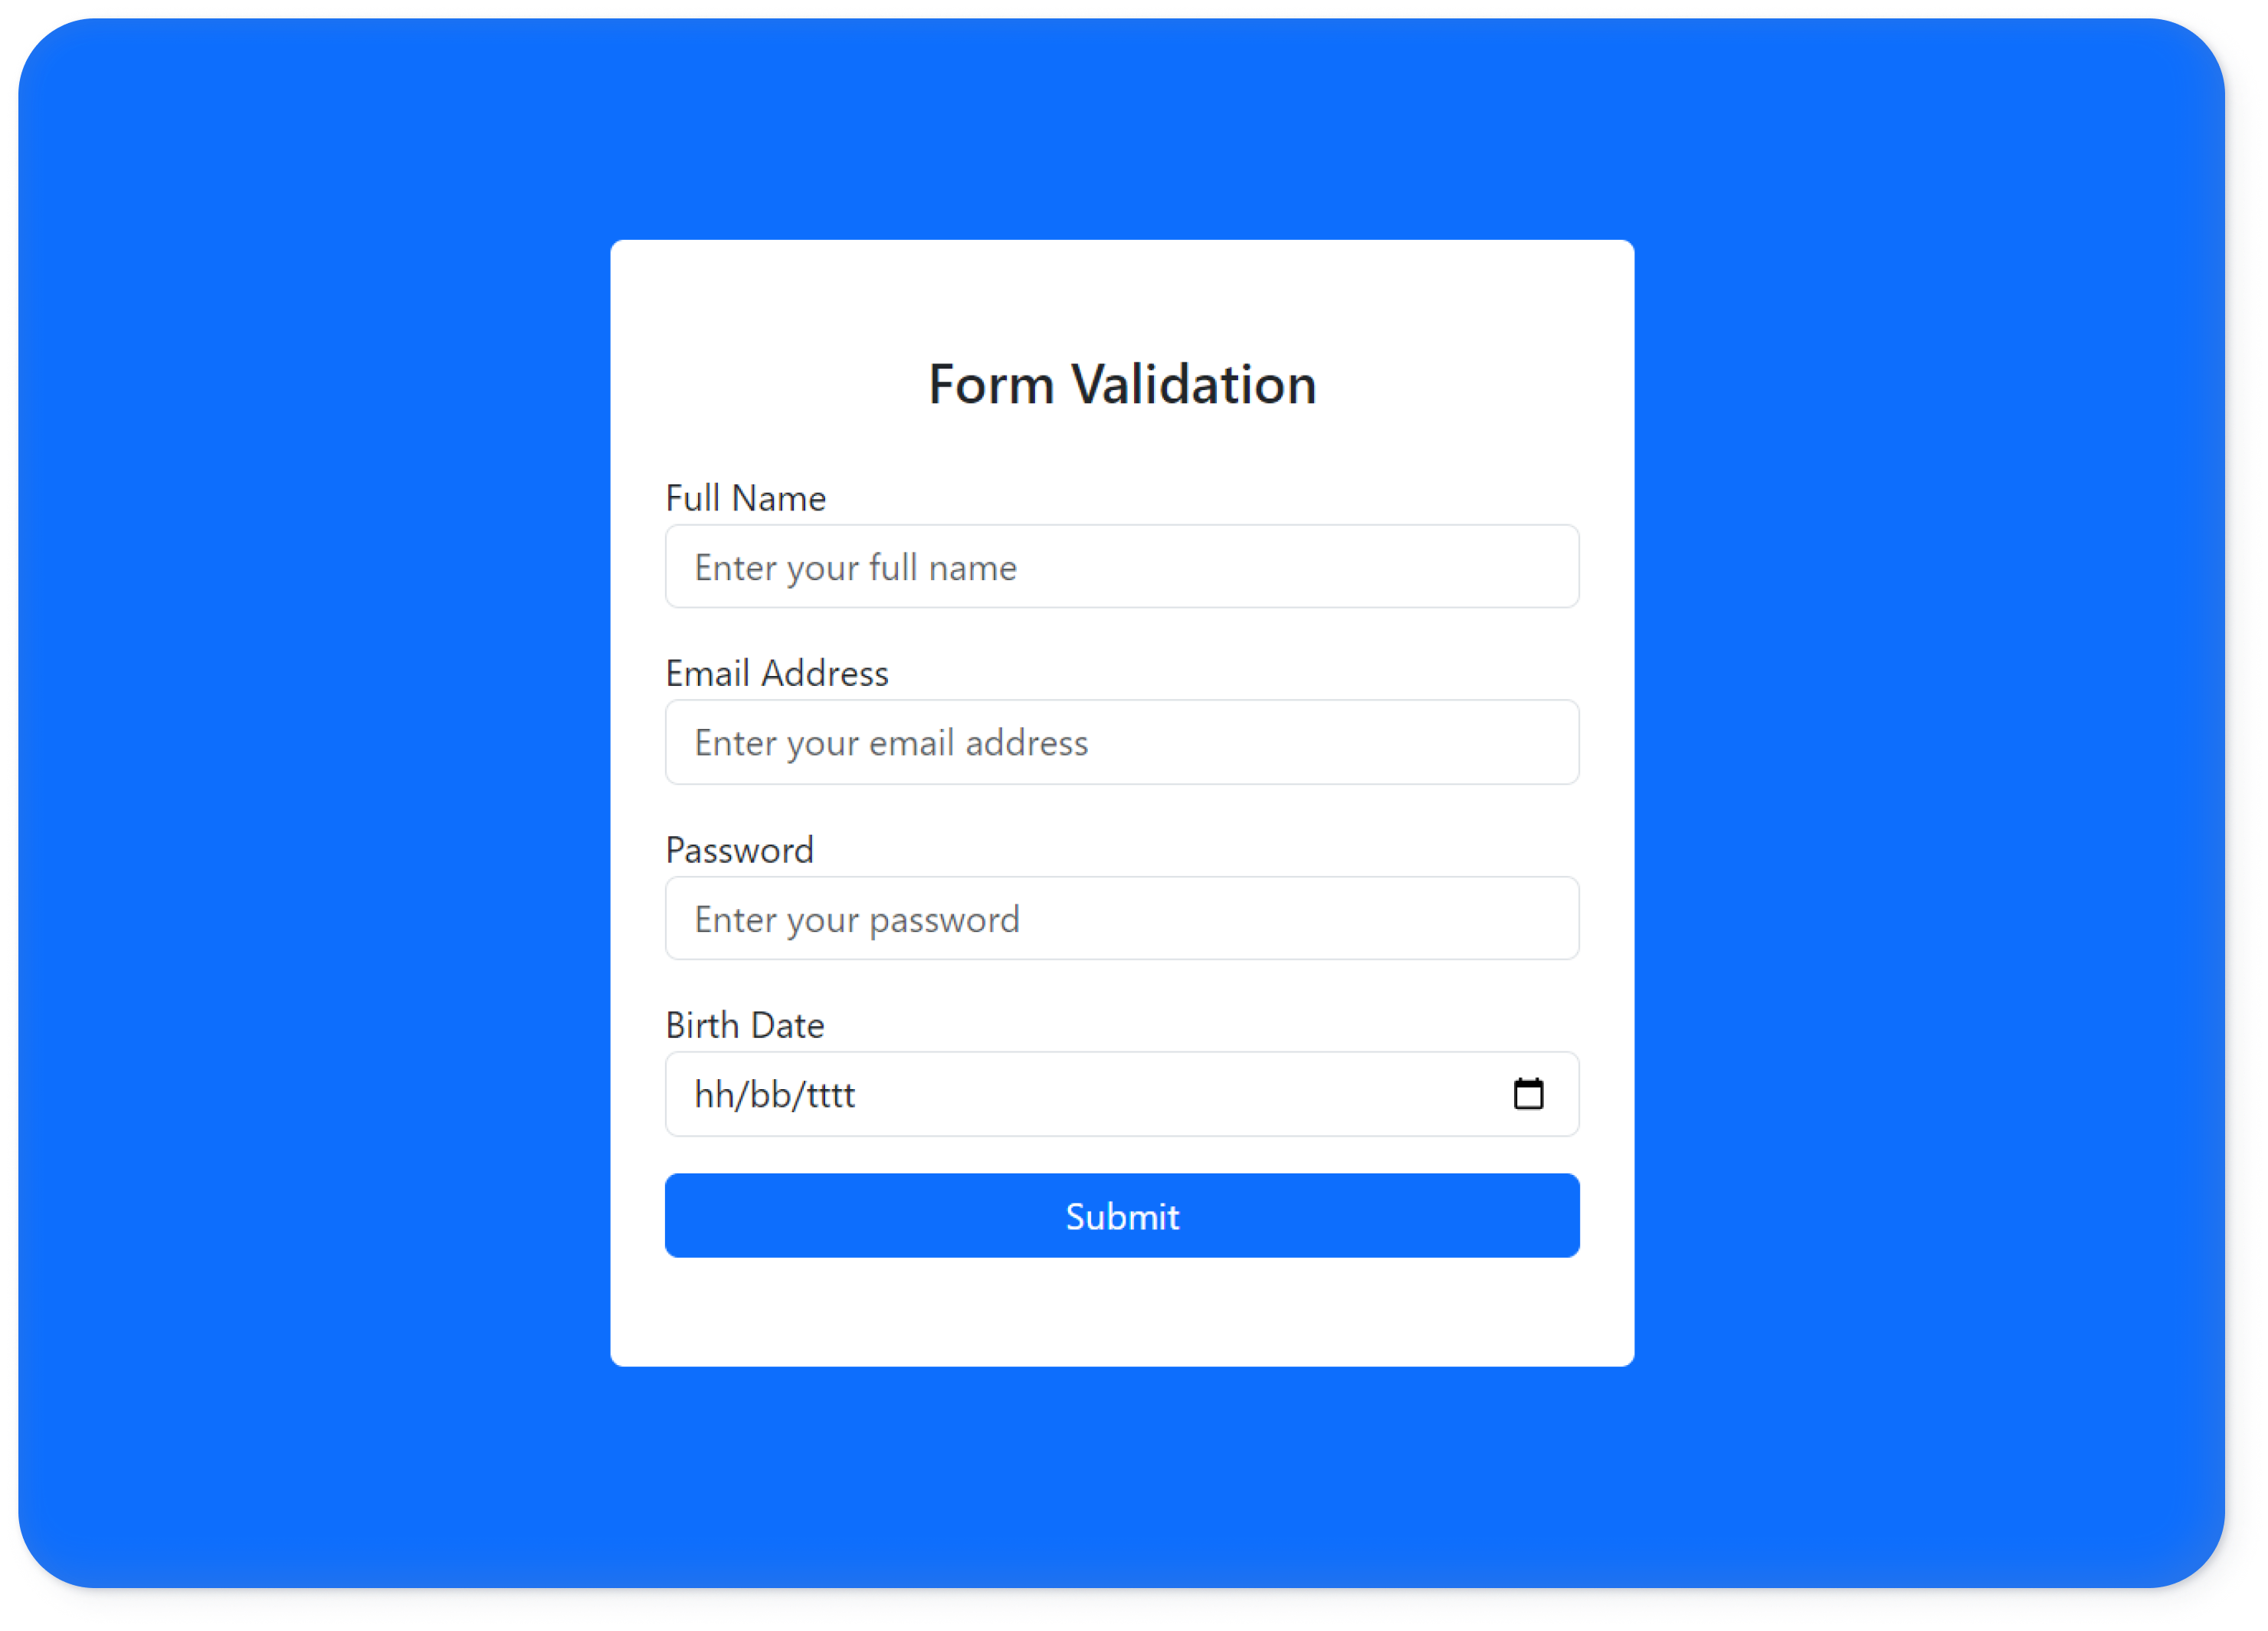 Form Validation
Full Name
Enter your full name
Email Address
Enter your email address
Password
Enter your password
Birth Date
hh/bb/tttt
Submit